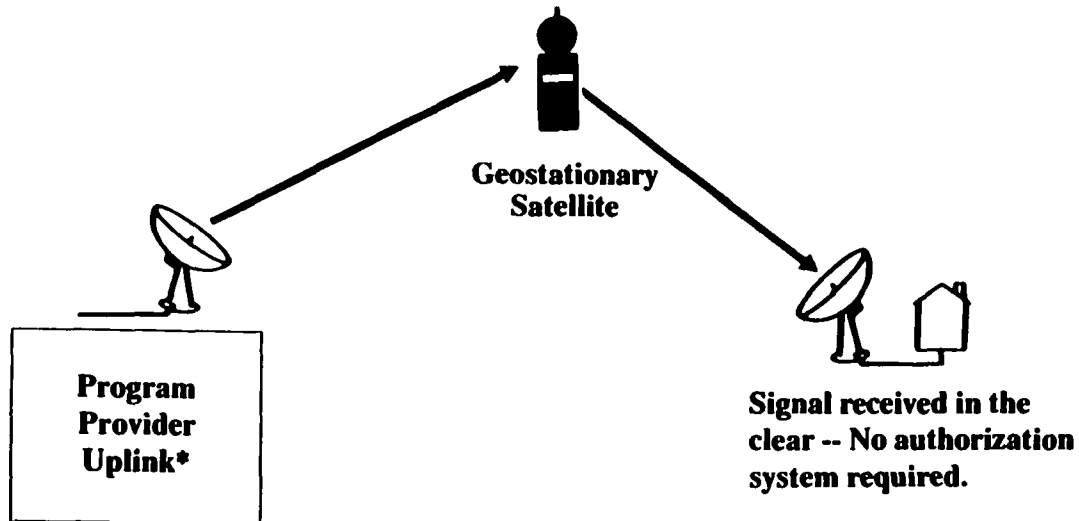 Geostationary
Satellite
Program
Provider
Uplink*
Signal received in the
clear -- No authorization
system required.